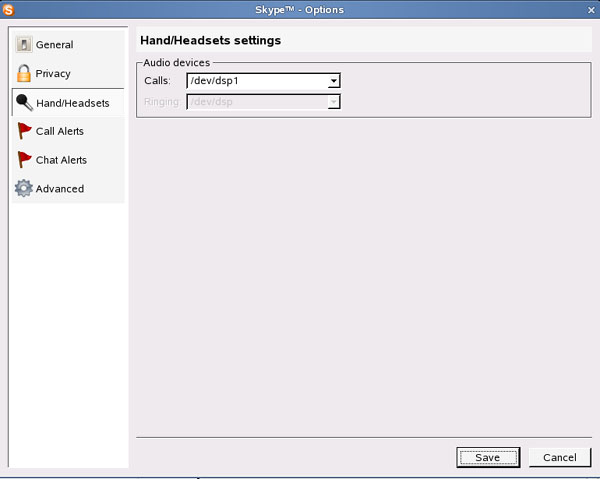 Skype™ - Options
General
Privacy
Hand/Headsets
Call Alerts
Chat Alerts
Advanced
Hand/Headsets settings
Audio devices
Calls: /dev/dsp1
Ringing: /dev/dsp
Save Cancel